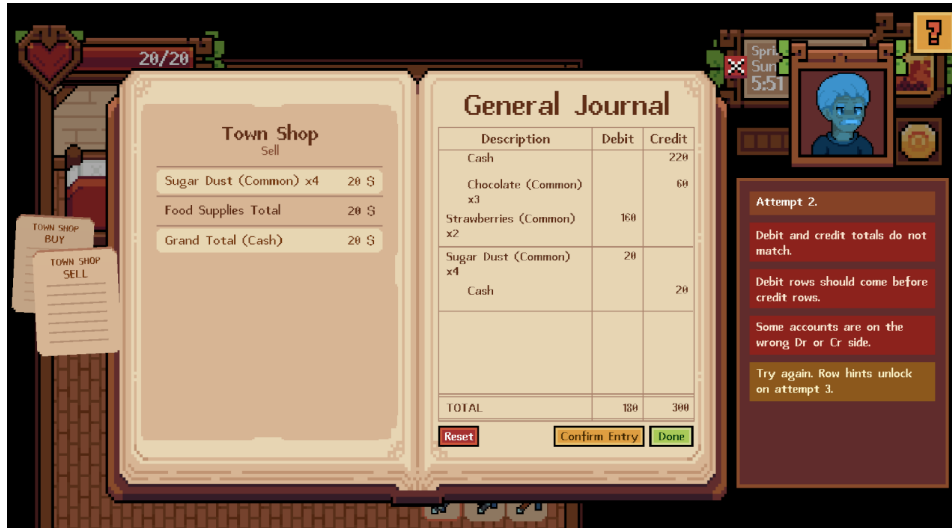 20/20
Spri
Sun
5:51
?
Town Shop
Sell
Sugar Dust (Common) x4 20 $
Food Supplies Total 20 $
Grand Total (Cash) 20 $
TOWN SHOP
BUY
TOWN SHOP
SELL
General Journal
Description Debit Credit
Cash 220
Chocolate (Common) 60
x3
Strawberries (Common) 160
x2
Sugar Dust (Common) 20
x4
Cash 20
TOTAL 180 300
Reset Confirm Entry Done
Attempt 2.
Debit and credit totals do not
match.
Debit rows should come before
credit rows.
Some accounts are on the
wrong Dr or Cr side.
Try again. Row hints unlock
on attempt 3.